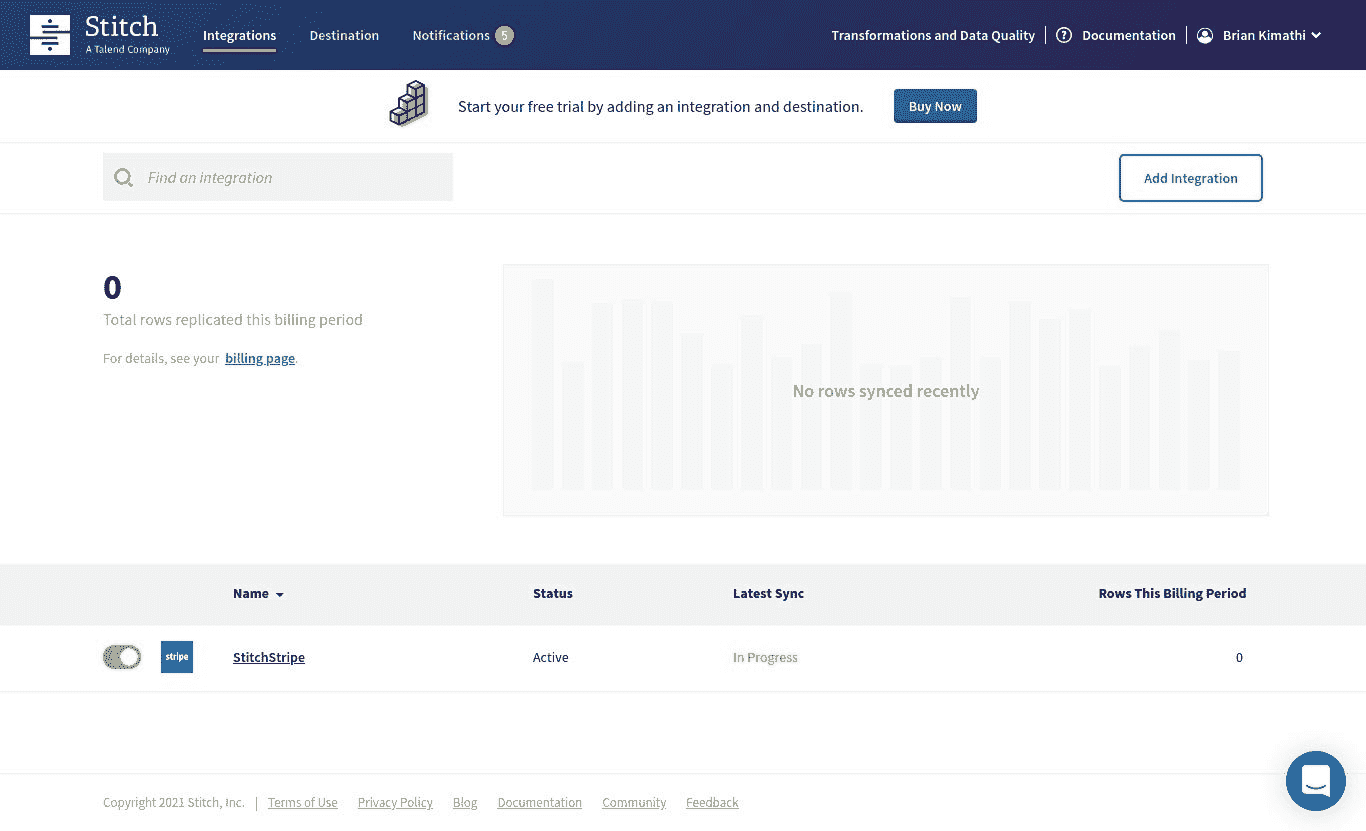 Stitch
A Talend Company
Integrations Destination Notifications 5 Transformations and Data Quality ? Documentation Brian Kimathi
Start your free trial by adding an integration and destination. Buy Now
Find an integration Add Integration
0
Total rows replicated this billing period
For details, see your billing page.
No rows synced recently
Name Status Latest Sync Rows This Billing Period
stripe StitchStripe Active In Progress 0
Copyright 2021 Stitch, Inc. | Terms of Use Privacy Policy Blog Documentation Community Feedback